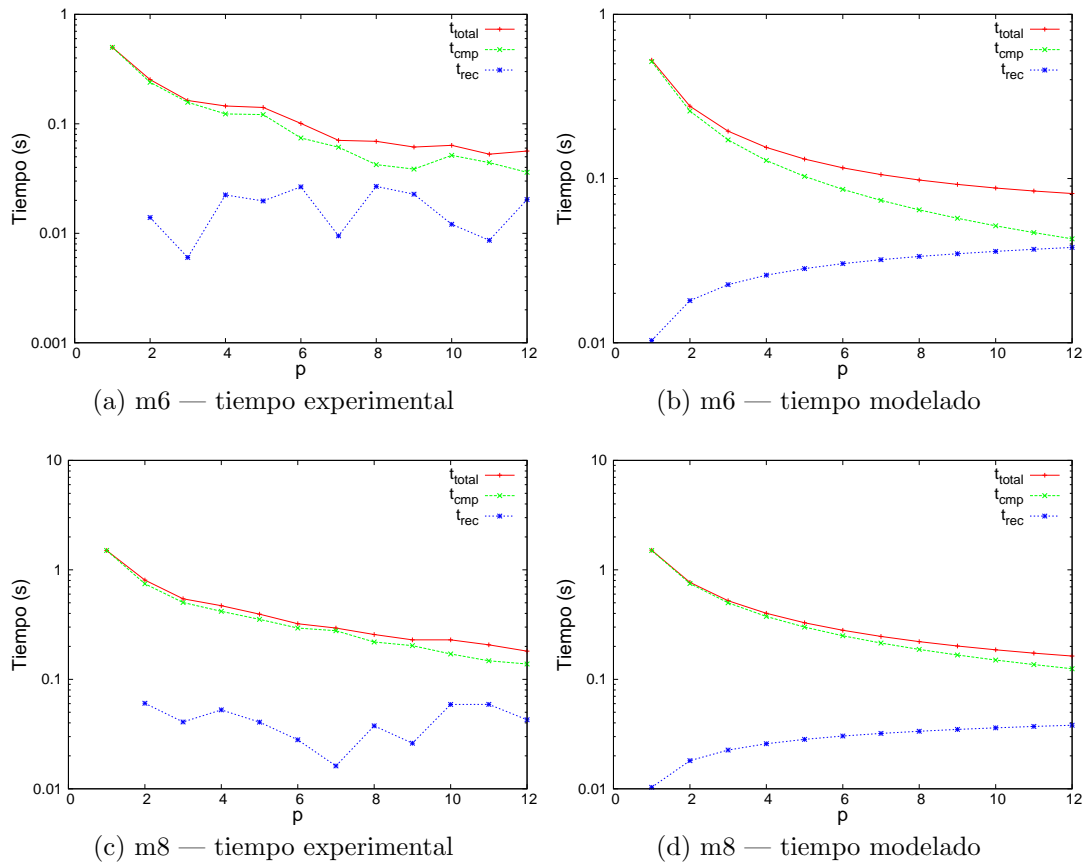 1
0.1
0.01
0.001
0
2
4
6
8
10
12
Tiempo (s)
p
t_total
t_cmp
t_rec
(a) m6 — tiempo experimental
1
0.1
0.01
0
2
4
6
8
10
12
Tiempo (s)
p
t_total
t_cmp
t_rec
(b) m6 — tiempo modelado
10
1
0.1
0.01
0
2
4
6
8
10
12
Tiempo (s)
p
t_total
t_cmp
t_rec
(c) m8 — tiempo experimental
10
1
0.1
0.01
0
2
4
6
8
10
12
Tiempo (s)
p
t_total
t_cmp
t_rec
(d) m8 — tiempo modelado